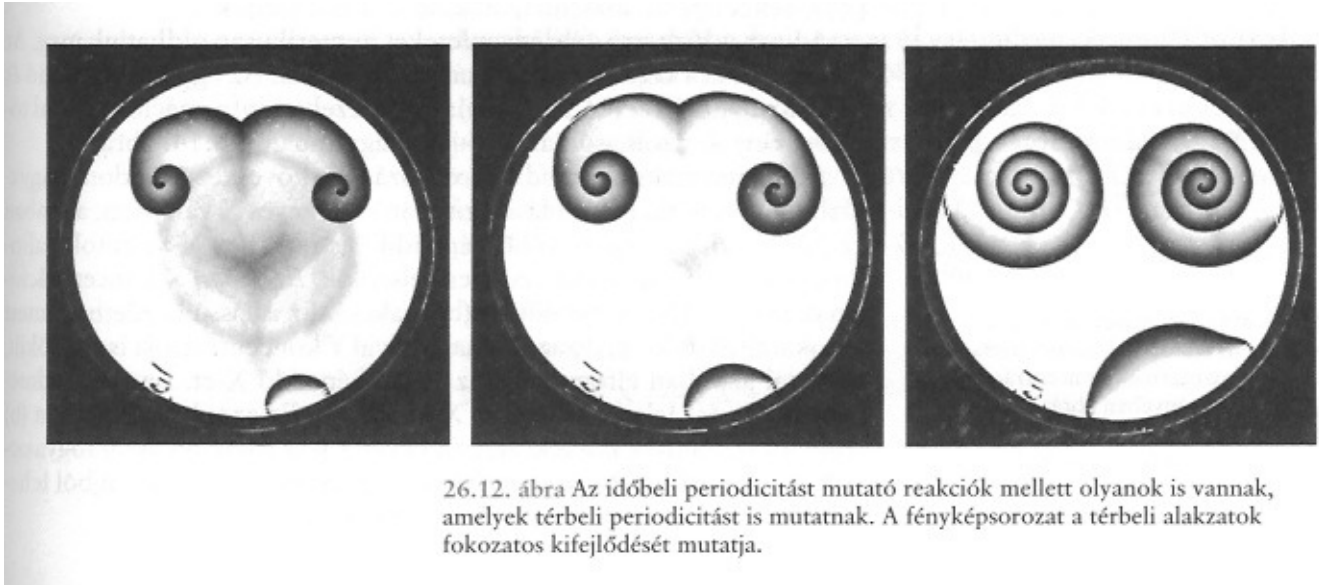 26.12. ábra Az időbeli periodicitást mutató reakciók mellett olyanok is vannak,
amelyek térbeli periodicitást is mutatnak. A fényképsorozat a térbeli alakzatok
fokozatos kifejlődését mutatja.